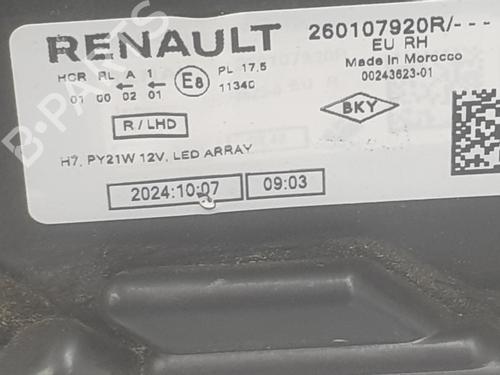 RENAULT
260107920R/---
EU RH
Made in Morocco
00243623-01
HCR RL A 1
01 00 02 01
E8
PL 17,5
11340
BKY
R / LHD
H7, PY21W 12V, LED ARRAY
2024:10:07
09:03
B-PARTS